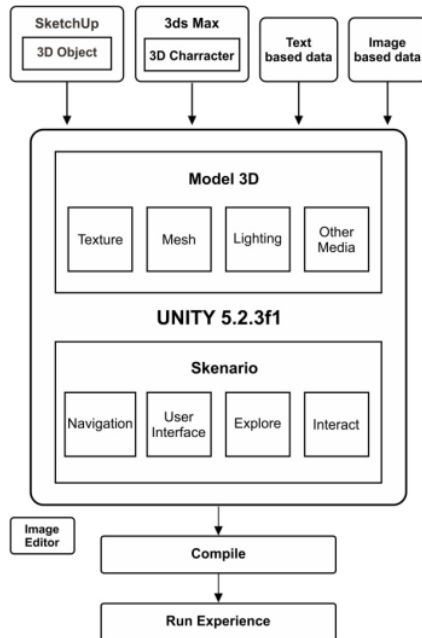 SketchUp
3D Object
3ds Max
3D Charracter
Text
based data
Image
based data
Model 3D
Texture
Mesh
Lighting
Other
Media
UNITY 5.2.3f1
Skenario
Navigation
User
Interface
Explore
Interact
Image
Editor
Compile
Run Experience